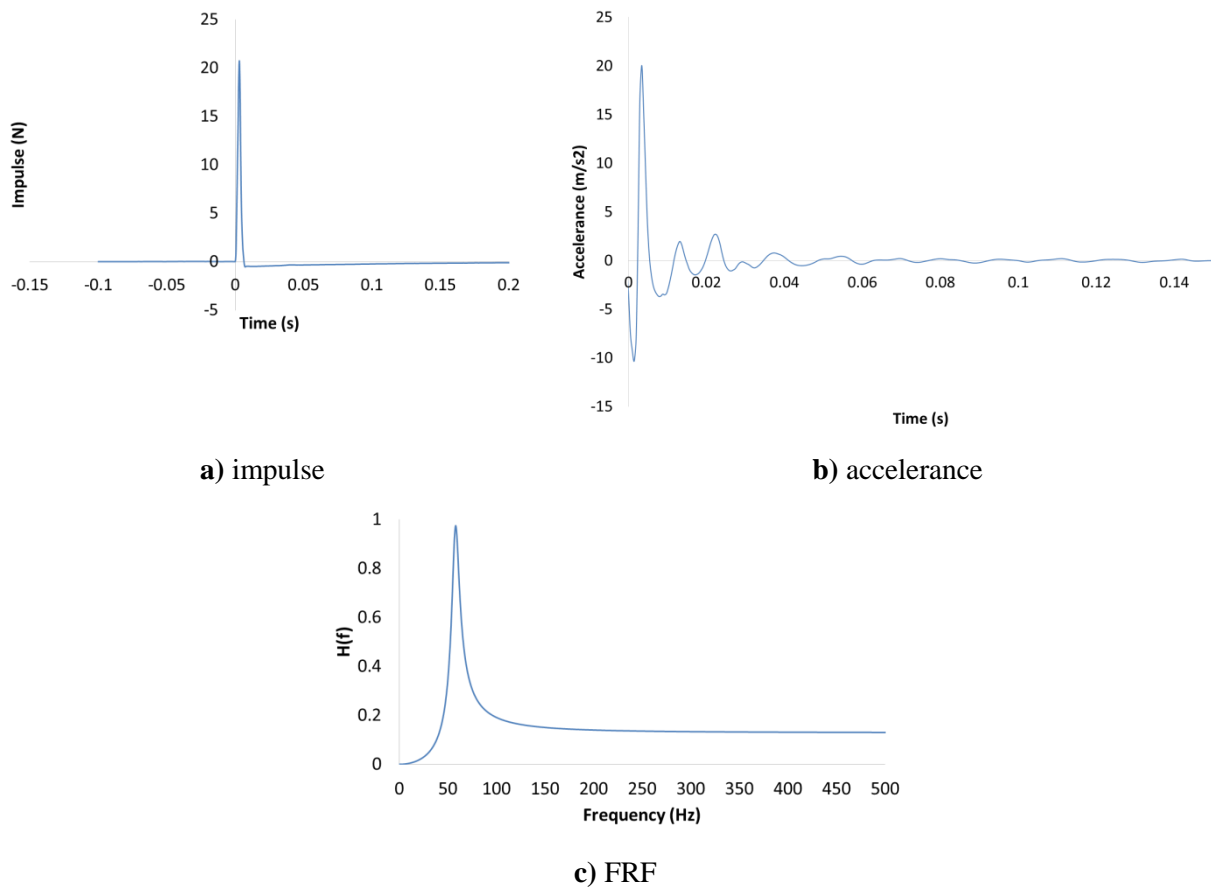 25
20
15
10
5
0
-5
-0.15 -0.1 -0.05 0 0.05 0.1 0.15 0.2
Impulse (N)
Time (s)
a) impulse
25
20
15
10
5
0
-5
-10
-15
0 0.02 0.04 0.06 0.08 0.1 0.12 0.14
Accelerance (m/s2)
Time (s)
b) accelerance
1
0.8
0.6
0.4
0.2
0
H(f)
0 50 100 150 200 250 300 350 400 450 500
Frequency (Hz)
c) FRF